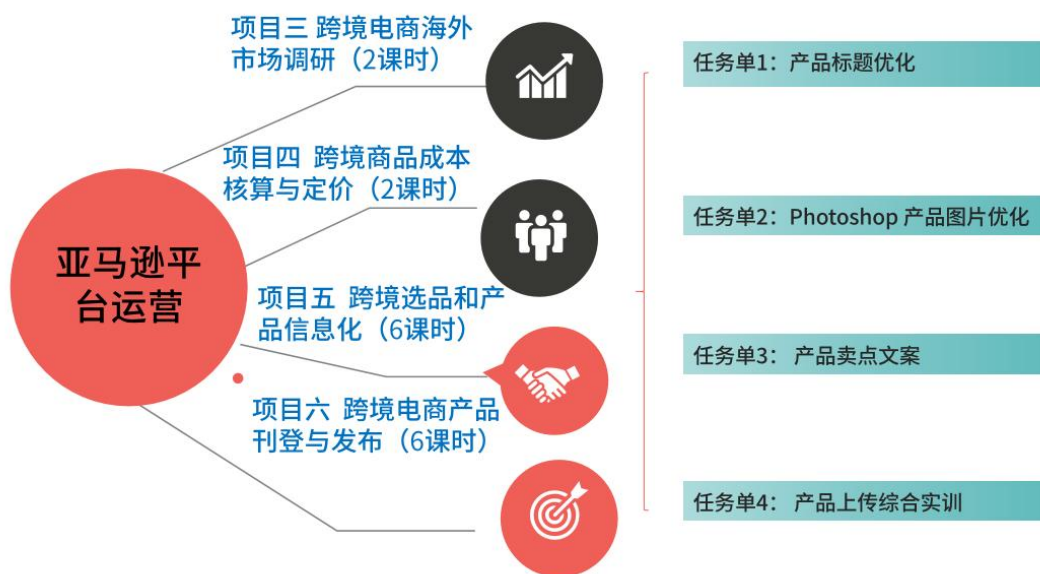 项目三 跨境电商海外
市场调研（2课时）
项目四 跨境商品成本
核算与定价（2课时）
亚马逊平
台运营
项目五 跨境选品和产
品信息化（6课时）
项目六 跨境电商产品
刊登与发布（6课时）
任务单1：产品标题优化
任务单2：Photoshop 产品图片优化
任务单3： 产品卖点文案
任务单4： 产品上传综合实训